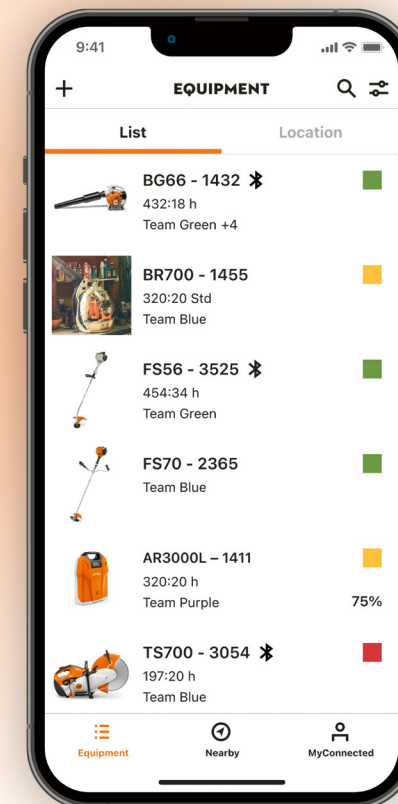 9:41
EQUIPMENT
List
Location
BG66 - 1432
432:18 h
Team Green +4
BR700 - 1455
320:20 Std
Team Blue
FS56 - 3525
454:34 h
Team Green
FS70 - 2365
Team Blue
AR3000L – 1411
320:20 h
Team Purple
75%
TS700 - 3054
197:20 h
Team Blue
Equipment
Nearby
MyConnected